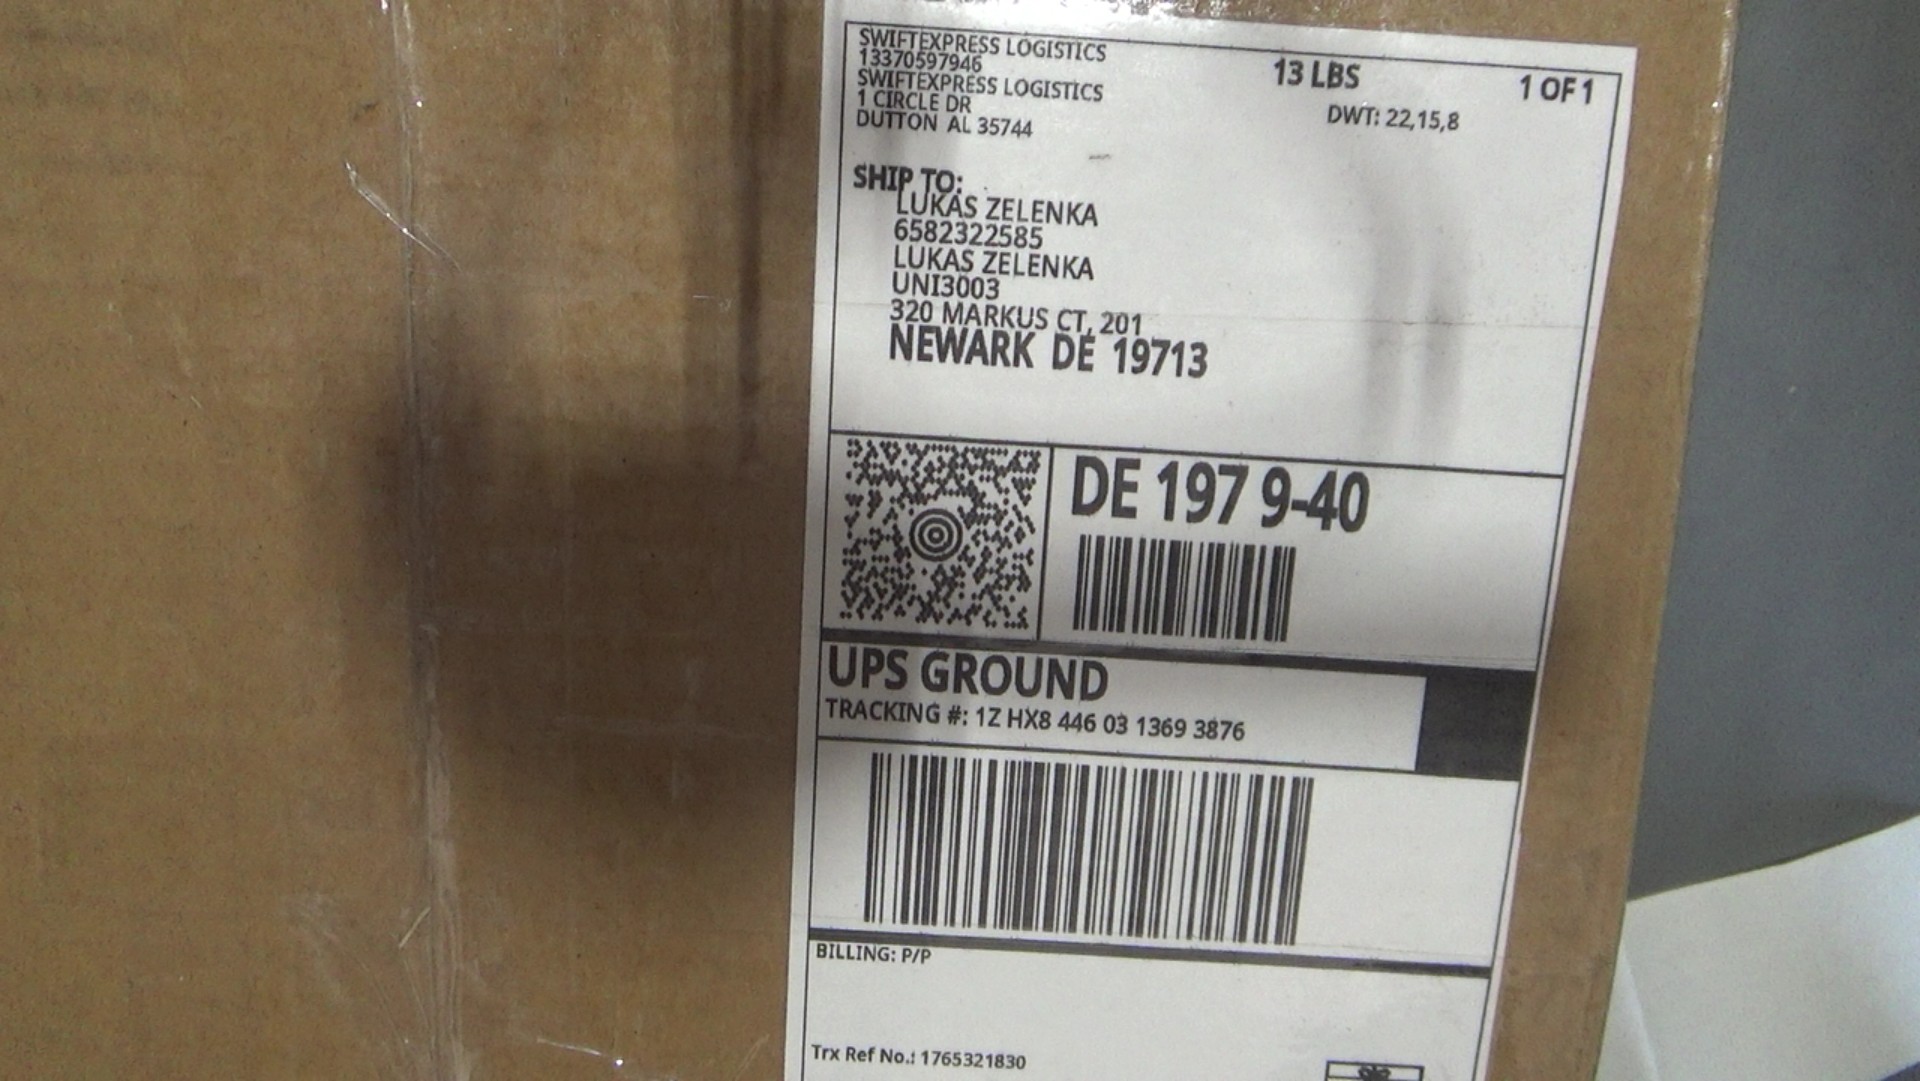 SWIFTEXPRESS LOGISTICS
13370597946
SWIFTEXPRESS LOGISTICS
1 CIRCLE DR
DUTTON AL 35744
13 LBS
1 OF 1
DWT: 22,15,8
SHIP TO:
LUKAS ZELENKA
6582322585
LUKAS ZELENKA
UNI3003
320 MARKUS CT, 201
NEWARK DE 19713
DE 197 9-40
UPS GROUND
TRACKING #: 1Z HX8 446 03 1369 3876
BILLING: P/P
Trx Ref No.: 1765321830